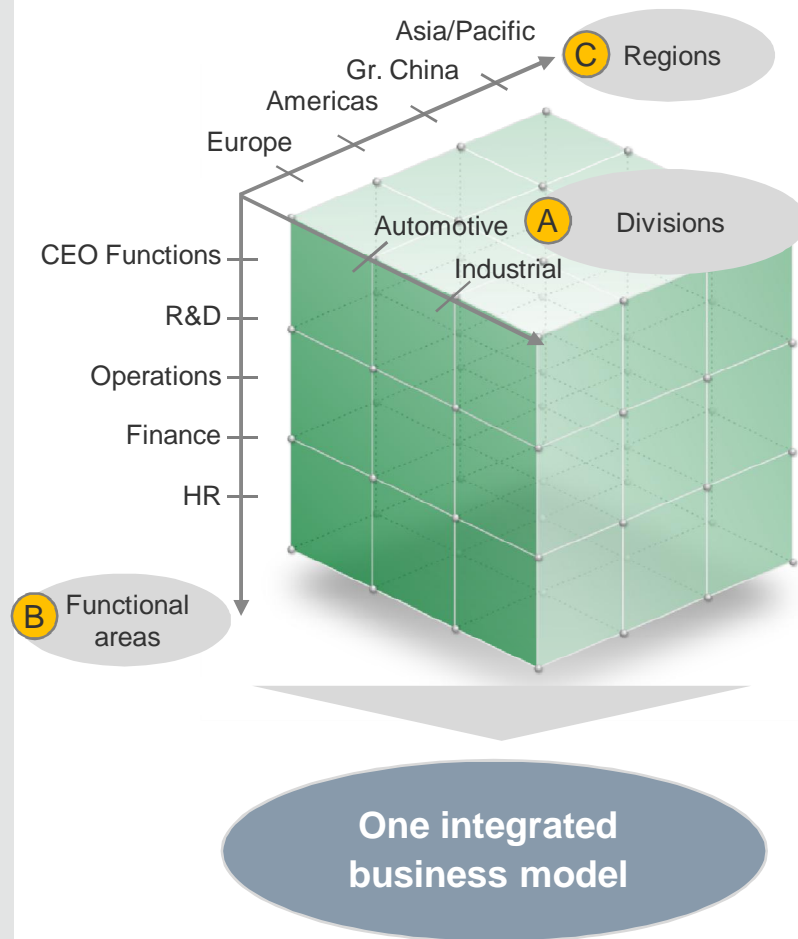 Asia/Pacific
C Regions
Gr. China
Americas
Europe
A Divisions
Automotive
Industrial
CEO Functions
R&D
Operations
Finance
HR
B Functional
areas
One integrated
business model